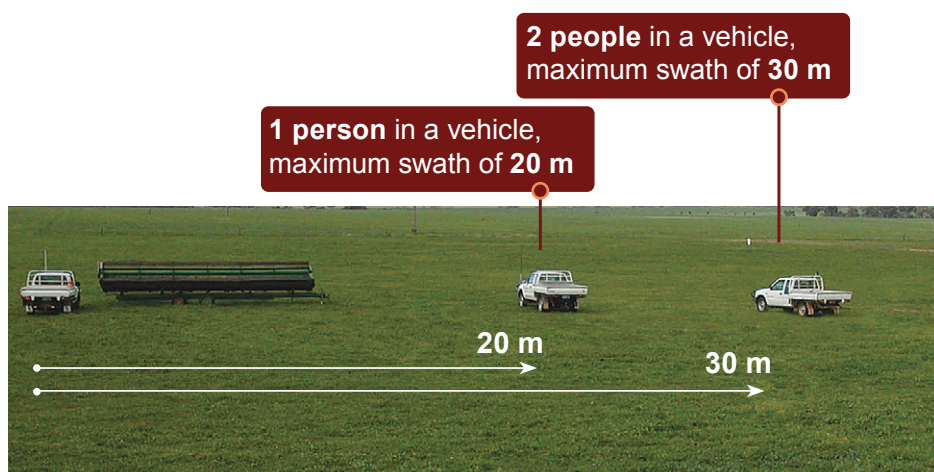 2 people in a vehicle,
maximum swath of 30 m
1 person in a vehicle,
maximum swath of 20 m
20 m
30 m